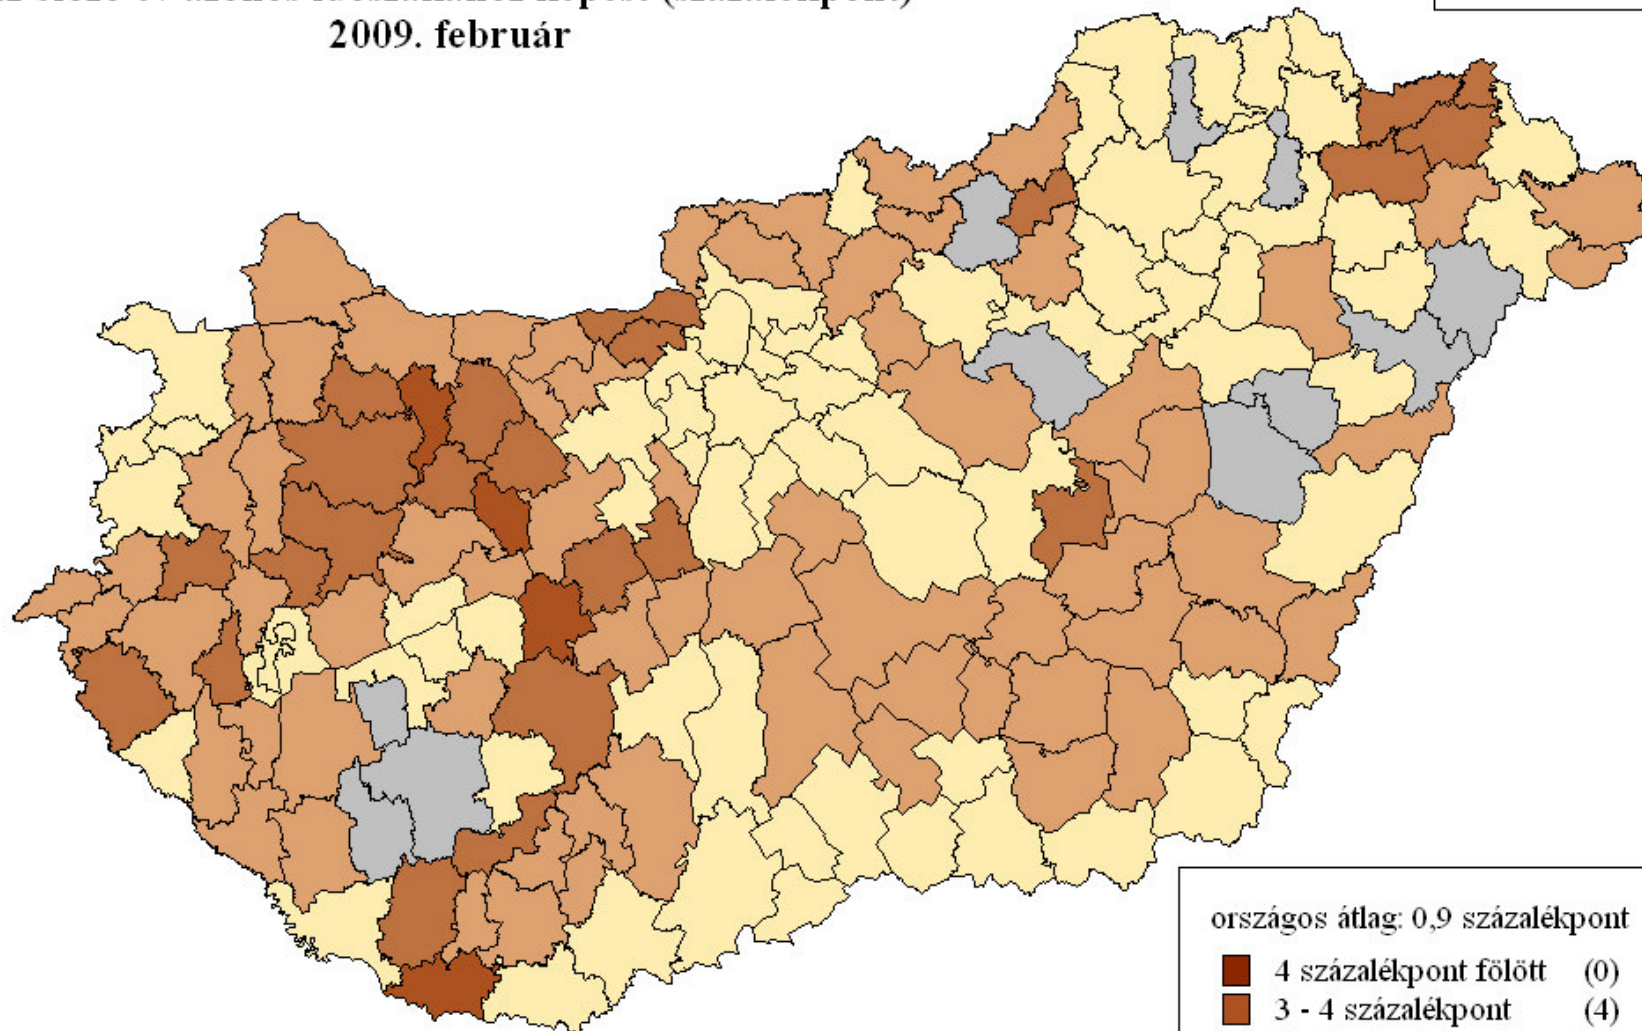 2009. február
országos átlag: 0,9 százalékpont
4 százalékpont fölött (0)
3 - 4 százalékpont (4)